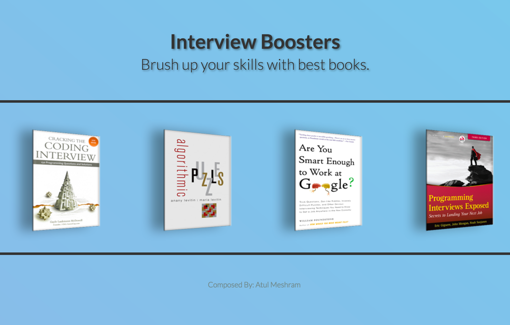 Interview Boosters
Brush up your skills with best books.
CRACKING THE
CODING
INTERVIEW
algorithmic
PUZZLES
Are You
Smart Enough
to Work at
Google?
Programming
Interviews Exposed
Secrets to Landing Your Next Job
Composed By: Atul Meshram